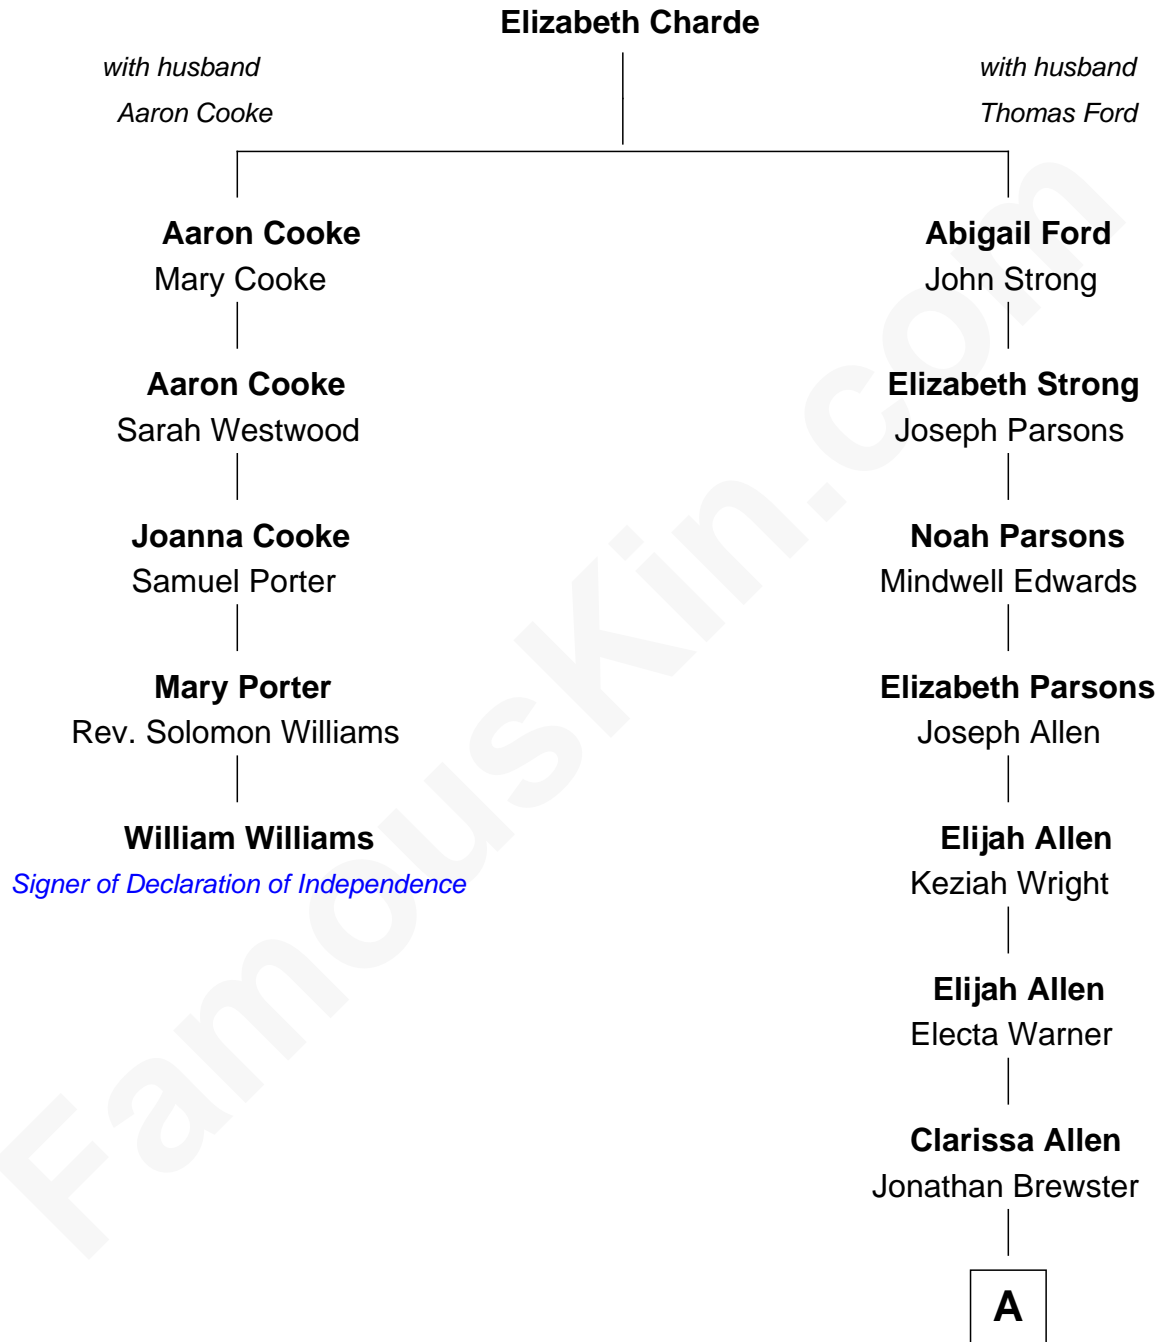 Elizabeth Charde
with husband
Aaron Cooke
with husband
Thomas Ford
Aaron Cooke
Mary Cooke
Aaron Cooke
Sarah Westwood
Joanna Cooke
Samuel Porter
Mary Porter
Rev. Solomon Williams
William Williams
Signer of Declaration of Independence
Abigail Ford
John Strong
Elizabeth Strong
Joseph Parsons
Noah Parsons
Mindwell Edwards
Elizabeth Parsons
Joseph Allen
Elijah Allen
Keziah Wright
Elijah Allen
Electa Warner
Clarissa Allen
Jonathan Brewster
A
FamousKin.com